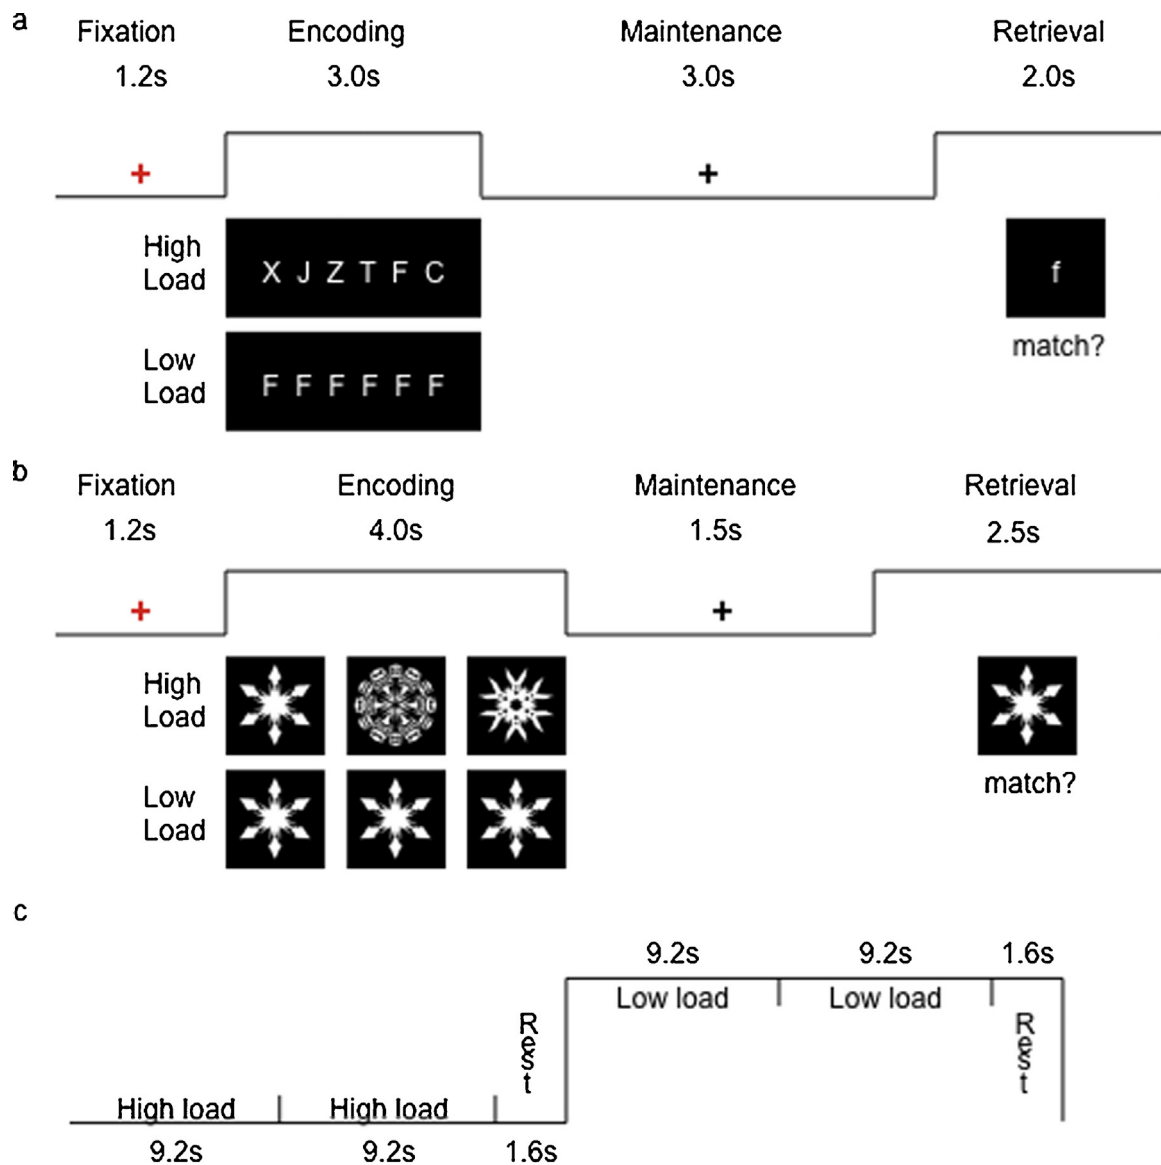 a
Fixation Encoding Maintenance Retrieval
1.2s 3.0s 3.0s 2.0s
+ +
High
Load
X J Z T F C
f
match?
Low
Load
F F F F F F
b
Fixation Encoding Maintenance Retrieval
1.2s 4.0s 1.5s 2.5s
+ +
High
Load
match?
Low
Load
c
9.2s 9.2s 1.6s
Low load Low load
Rest
Rest
High load High load
9.2s 9.2s 1.6s